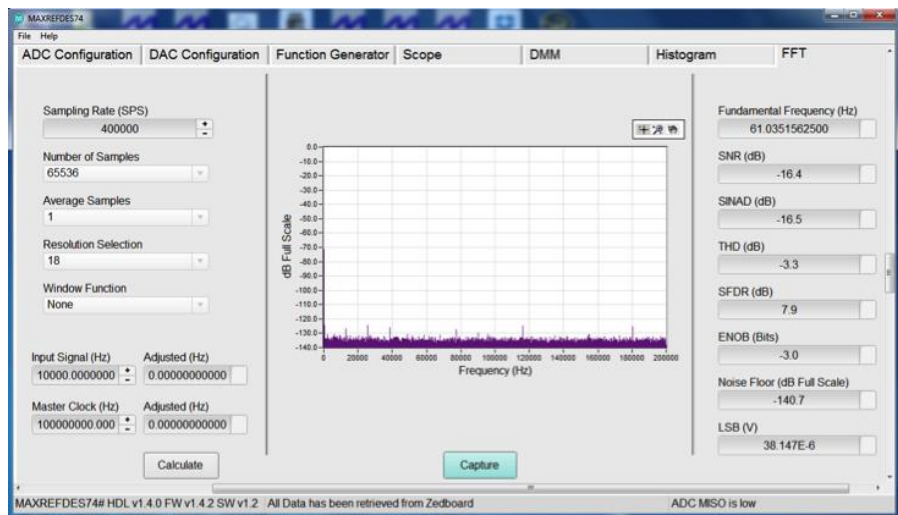 MAXREFDES74
File Help
ADC Configuration DAC Configuration Function Generator Scope DMM Histogram FFT
Sampling Rate (SPS)
400000
Number of Samples
65536
Average Samples
1
Resolution Selection
18
Window Function
None
Input Signal (Hz) Adjusted (Hz)
10000.0000000 0.00000000000
Master Clock (Hz) Adjusted (Hz)
100000000.000 0.00000000000
Calculate
dB Full Scale
0.0
-10.0
-20.0
-30.0
-40.0
-50.0
-60.0
-70.0
-80.0
-90.0
-100.0
-110.0
-120.0
-130.0
-140.0
0 20000 40000 60000 80000 100000 120000 140000 160000 180000 200000
Frequency (Hz)
Capture
Fundamental Frequency (Hz)
61.0351562500
SNR (dB)
-16.4
SINAD (dB)
-16.5
THD (dB)
-3.3
SFDR (dB)
7.9
ENOB (Bits)
-3.0
Noise Floor (dB Full Scale)
-140.7
LSB (V)
38.147E-6
MAXREFDES74# HDL v1.4.0 FW v1.4.2 SW v1.2 All Data has been retrieved from Zedboard ADC MISO is low